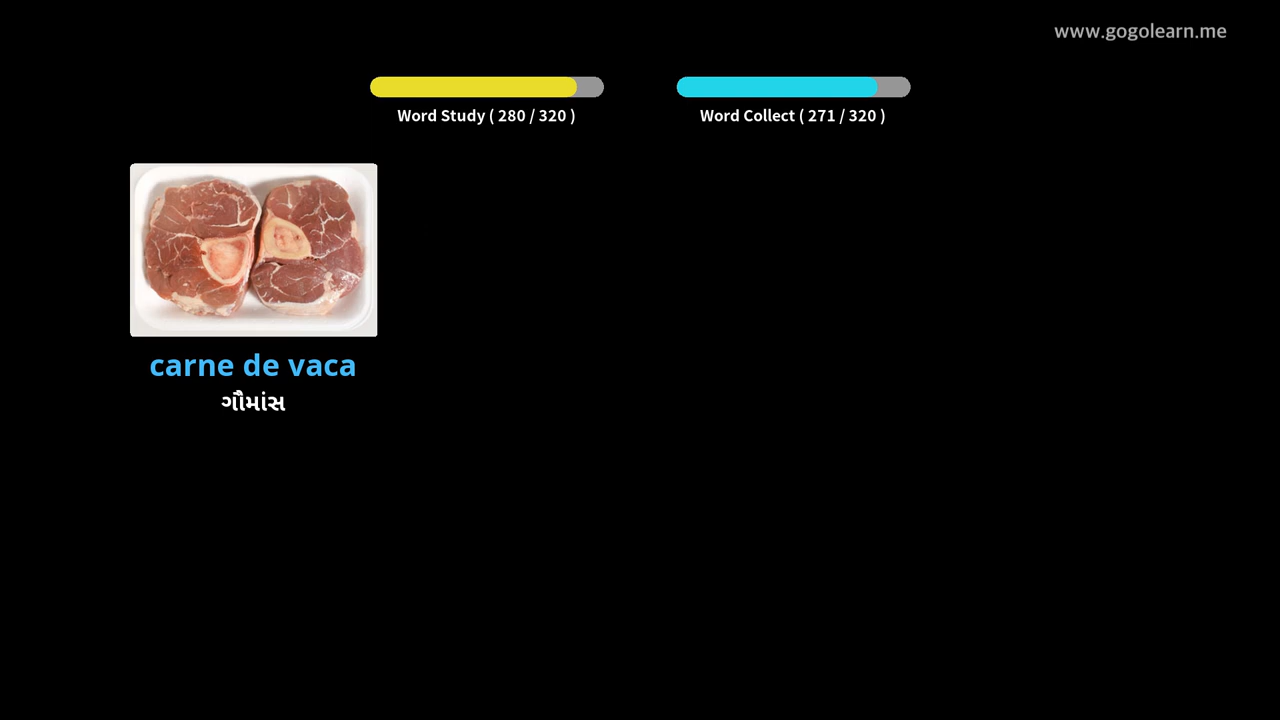 www.gogolearn.me
Word Study ( 280 / 320 )
Word Collect ( 271 / 320 )
carne de vaca
ગૌમાંસ